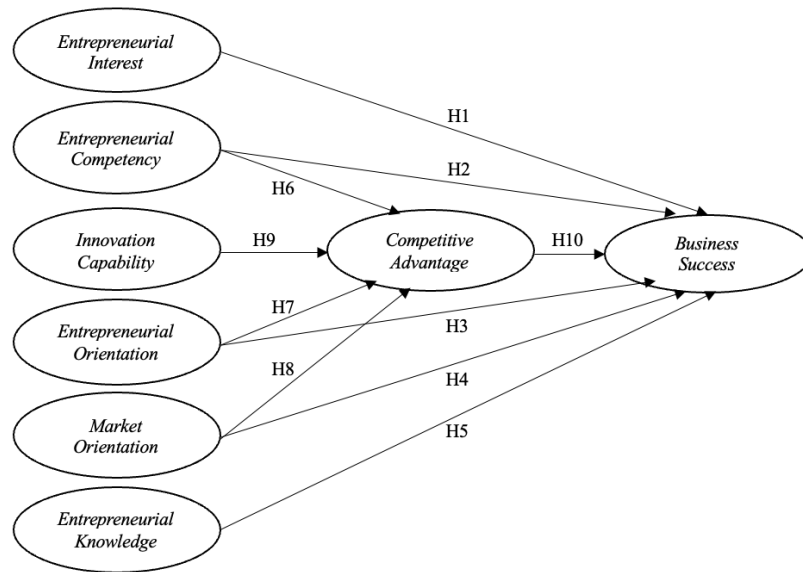 Entrepreneurial
Interest
H1
Entrepreneurial
Competency
H2
H6
Innovation
Capability
H9
Competitive
Advantage
H10
Business
Success
H7
Entrepreneurial
Orientation
H3
H8
H4
Market
Orientation
H5
Entrepreneurial
Knowledge